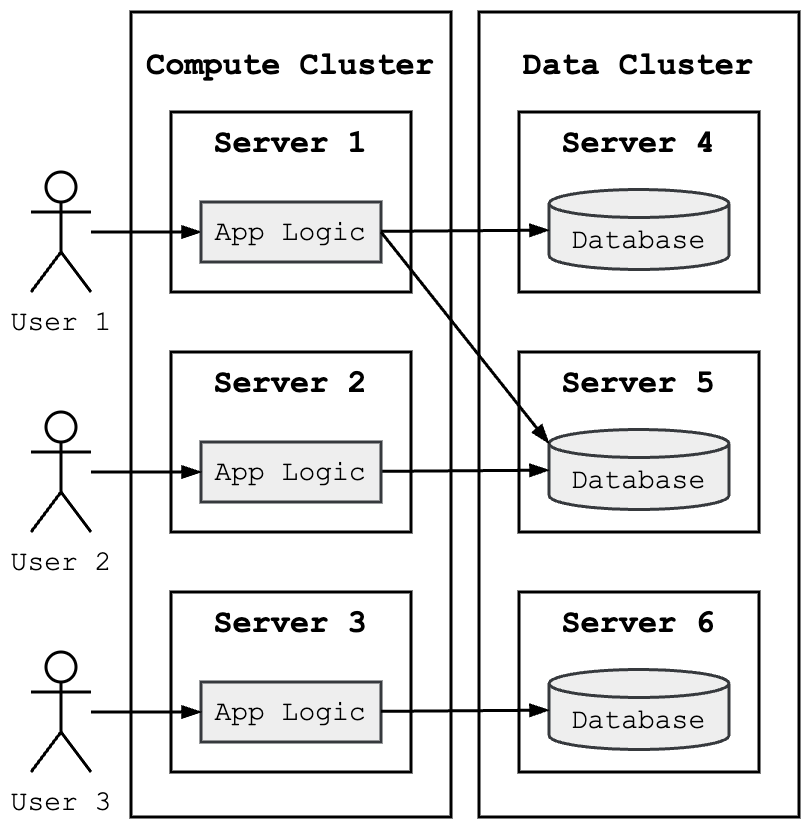 Compute Cluster
Data Cluster
Server 1
Server 4
App Logic
Database
User 1
Server 2
Server 5
App Logic
Database
User 2
Server 3
Server 6
App Logic
Database
User 3